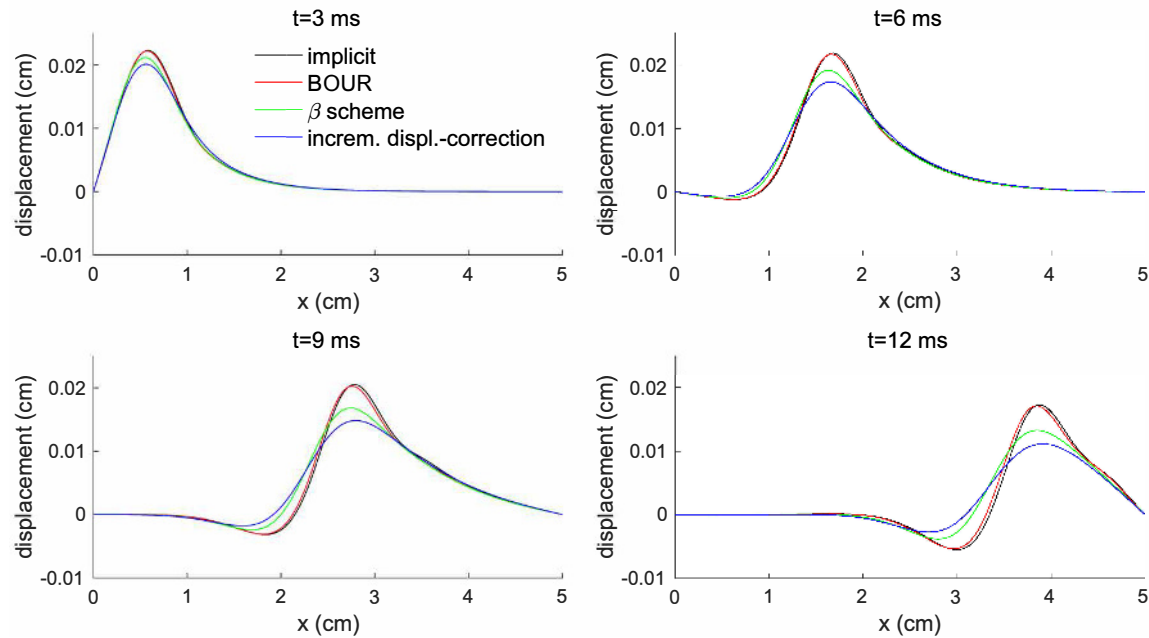 t=3 ms
displacement (cm)
0.02
0.01
0
-0.01
implicit
BOUR
β scheme
increm. displ.-correction
0 1 2 3 4 5
x (cm)
t=6 ms
displacement (cm)
0.02
0.01
0
-0.01
0 1 2 3 4 5
x (cm)
t=9 ms
displacement (cm)
0.02
0.01
0
-0.01
0 1 2 3 4 5
x (cm)
t=12 ms
displacement (cm)
0.02
0.01
0
-0.01
0 1 2 3 4 5
x (cm)